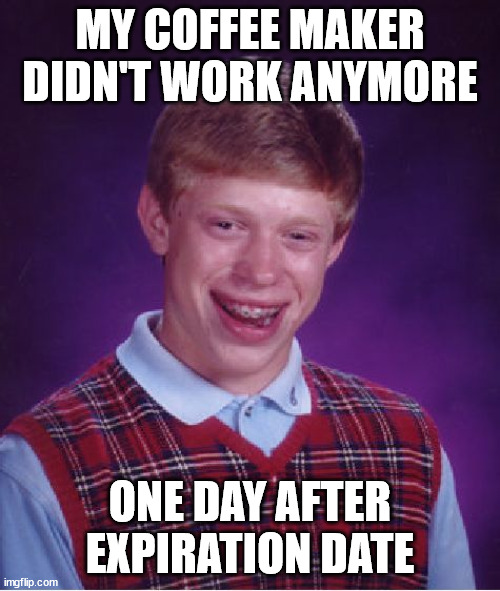 MY COFFEE MAKER
DIDN'T WORK ANYMORE
ONE DAY AFTER
EXPIRATION DATE
imgflip.com